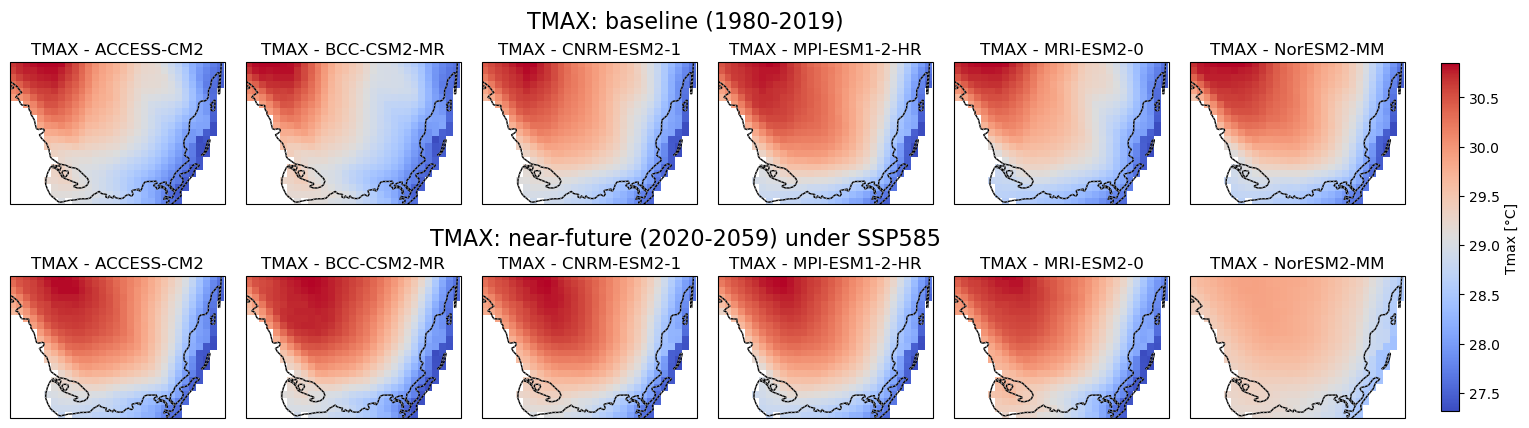 TMAX: baseline (1980-2019)
TMAX - ACCESS-CM2
TMAX - BCC-CSM2-MR
TMAX - CNRM-ESM2-1
TMAX - MPI-ESM1-2-HR
TMAX - MRI-ESM2-0
TMAX - NorESM2-MM
TMAX: near-future (2020-2059) under SSP585
TMAX - ACCESS-CM2
TMAX - BCC-CSM2-MR
TMAX - CNRM-ESM2-1
TMAX - MPI-ESM1-2-HR
TMAX - MRI-ESM2-0
TMAX - NorESM2-MM
30.5
30.0
29.5
29.0
28.5
28.0
27.5
Tmax [°C]